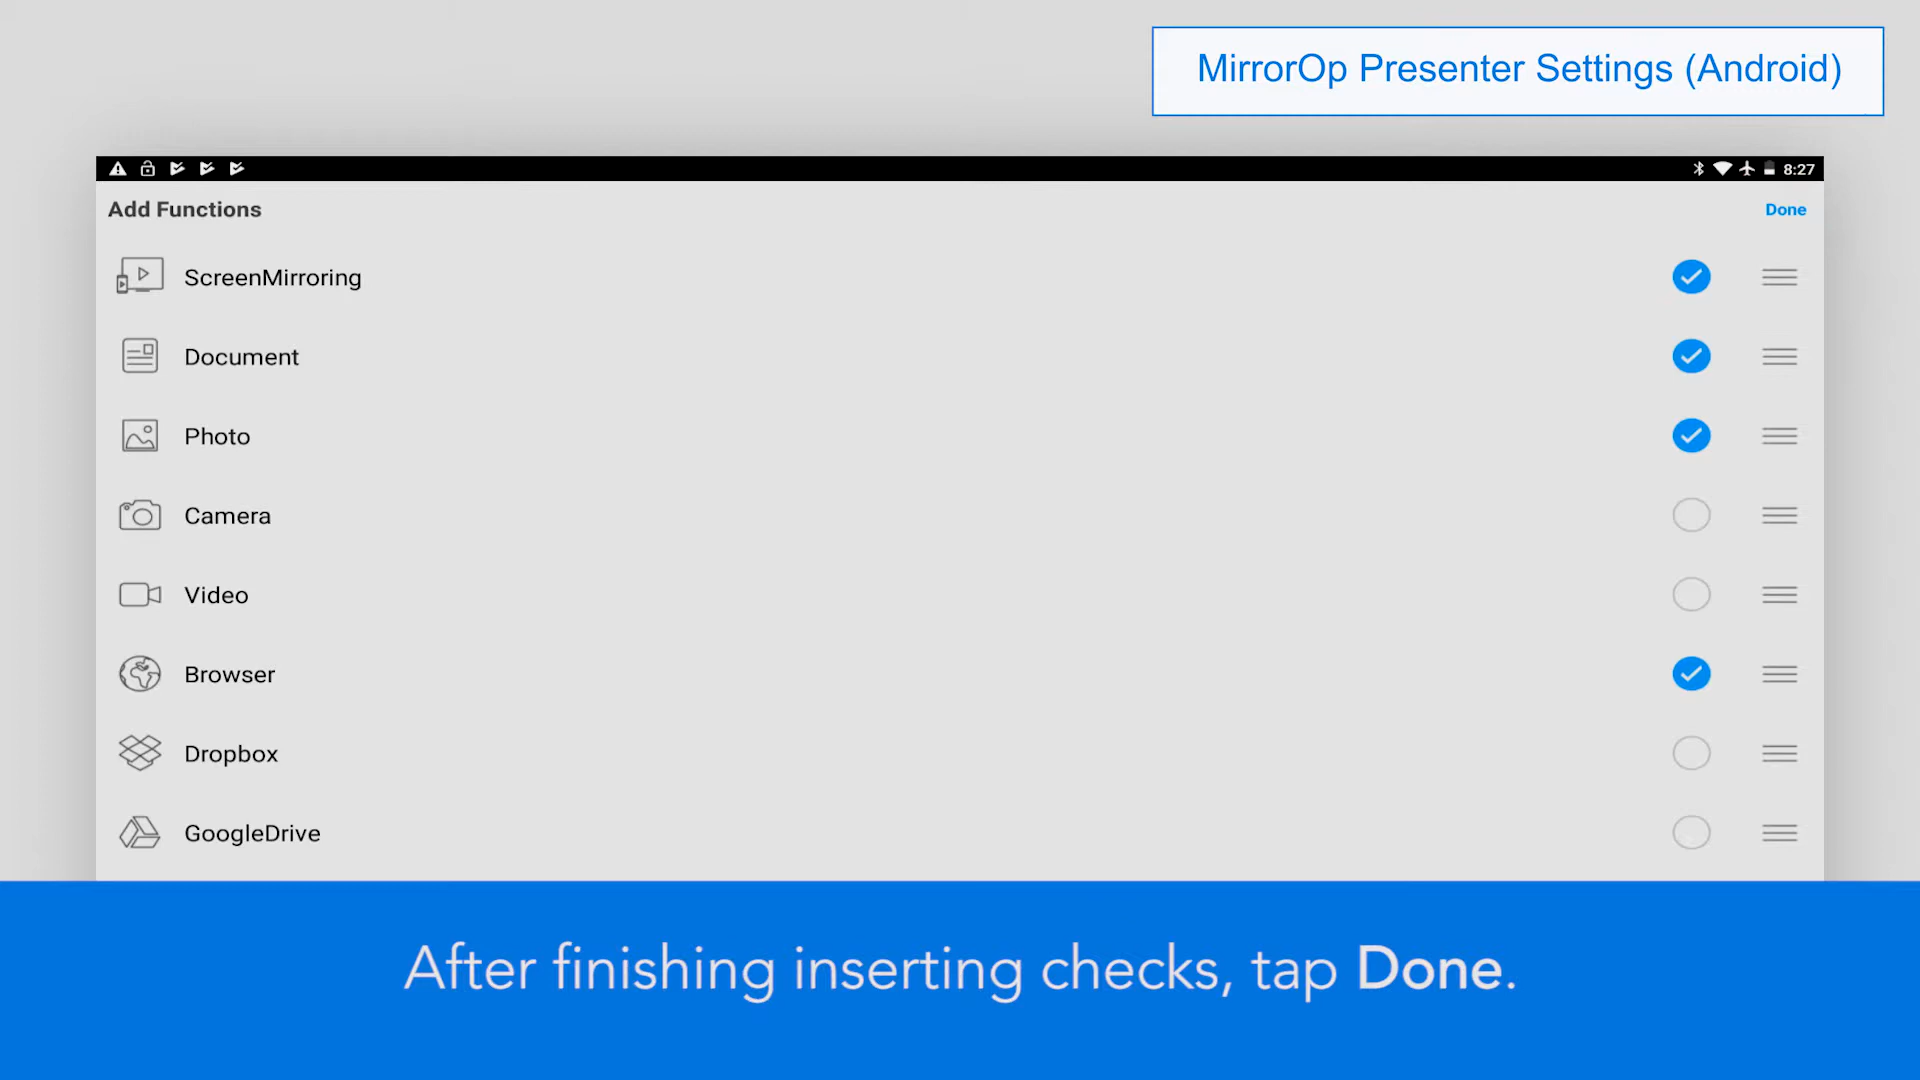 MirrorOp Presenter Settings (Android)
8:27
Add Functions
Done
ScreenMirroring
Document
Photo
Camera
Video
Browser
Dropbox
GoogleDrive
After finishing inserting checks, tap Done.